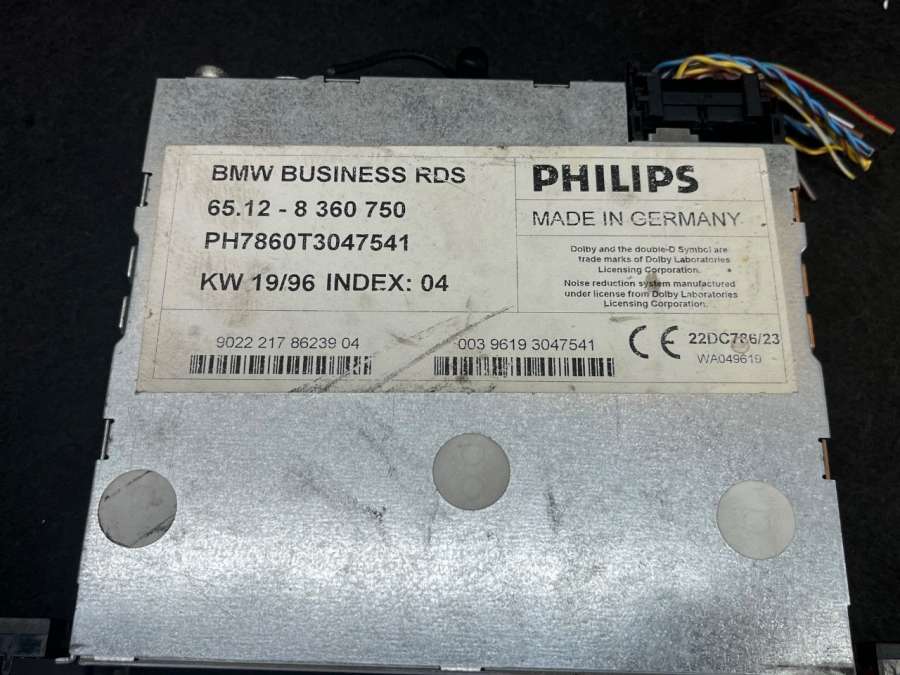 BMW BUSINESS RDS
65.12 - 8 360 750
PH7860T3047541
KW 19/96 INDEX: 04
PHILIPS
MADE IN GERMANY
Dolby and the double-D Symbol are
trade marks of Dolby Laboratories
Licensing Corporation.
Noise reduction system manufactured
under license from Dolby Laboratories
Licensing Corporation.
9022 217 86239 04
003 9619 3047541
CE 22DC786/23
WA049619